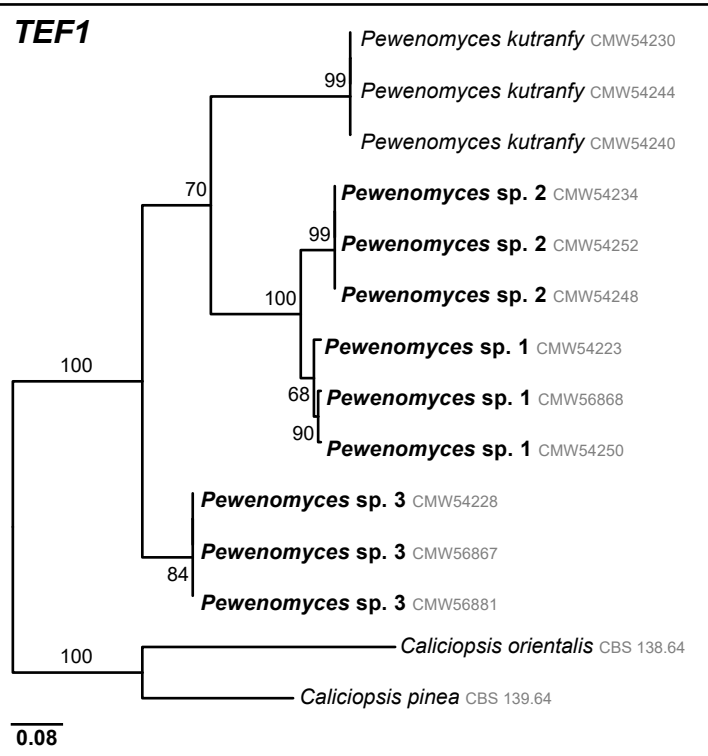 TEF1
Pewenomyces kutranfy CMW54230
99
Pewenomyces kutranfy CMW54244
Pewenomyces kutranfy CMW54240
70
Pewenomyces sp. 2 CMW54234
99
Pewenomyces sp. 2 CMW54252
100
Pewenomyces sp. 2 CMW54248
Pewenomyces sp. 1 CMW54223
100
68
Pewenomyces sp. 1 CMW56868
90
Pewenomyces sp. 1 CMW54250
Pewenomyces sp. 3 CMW54228
Pewenomyces sp. 3 CMW56867
84
Pewenomyces sp. 3 CMW56881
Caliciopsis orientalis CBS 138.64
100
Caliciopsis pinea CBS 139.64
0.08